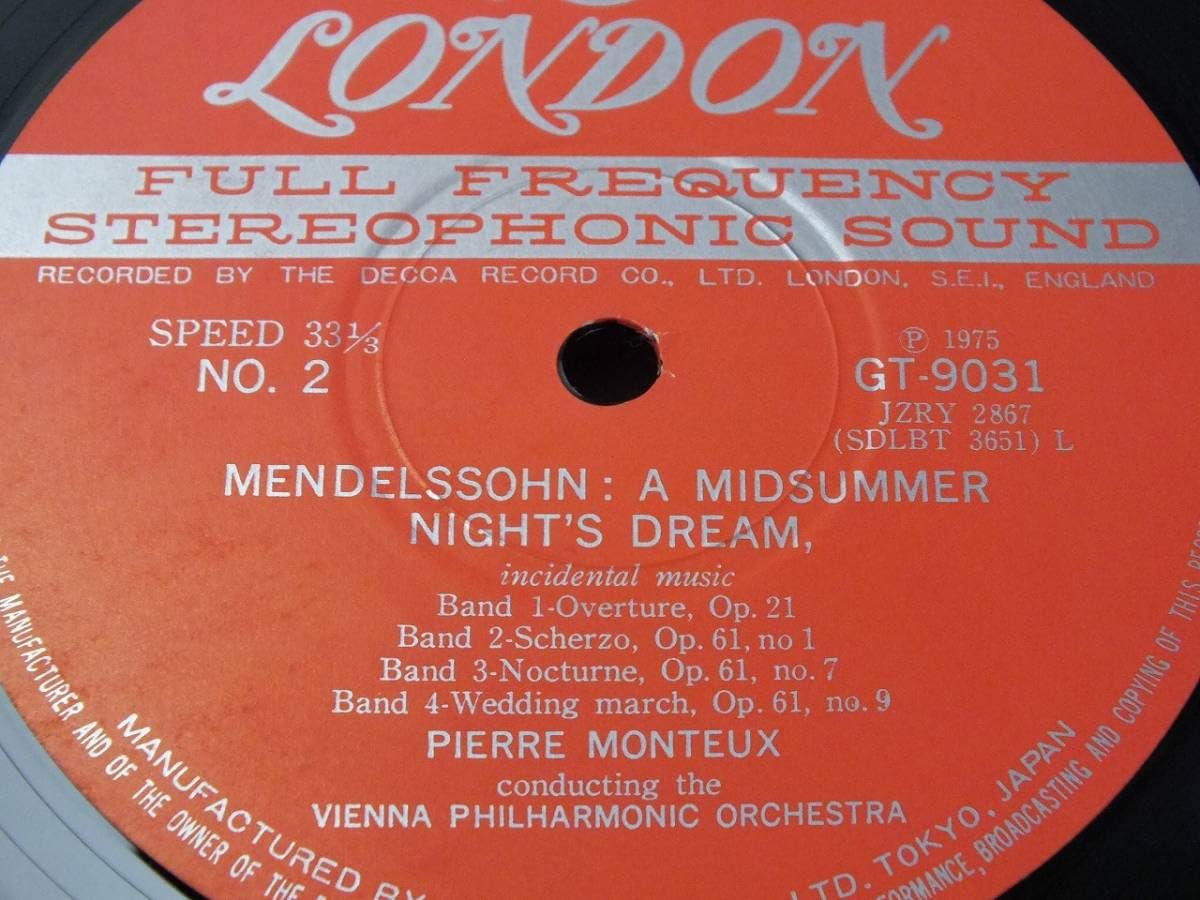 LONDON
FULL FREQUENCY
STEREOPHONIC SOUND
RECORDED BY THE DECCA RECORD CO., LTD. LONDON, S.E.I., ENGLAND
SPEED 33⅓
NO. 2
Ⓟ 1975
GT-9031
JZRY 2867
(SDLBT 3651) L
MENDELSSOHN: A MIDSUMMER
NIGHT'S DREAM,
incidental music
Band 1-Overture, Op. 21
Band 2-Scherzo, Op. 61, no 1
Band 3-Nocturne, Op. 61, no. 7
Band 4-Wedding march, Op. 61, no. 9
PIERRE MONTEUX
conducting the
VIENNA PHILHARMONIC ORCHESTRA
MANUFACTURED BY
LTD. TOKYO, JAPAN
THE MANUFACTURER AND OF THE OWNER OF THE
PERFORMANCE, BROADCASTING AND COPYING OF THIS